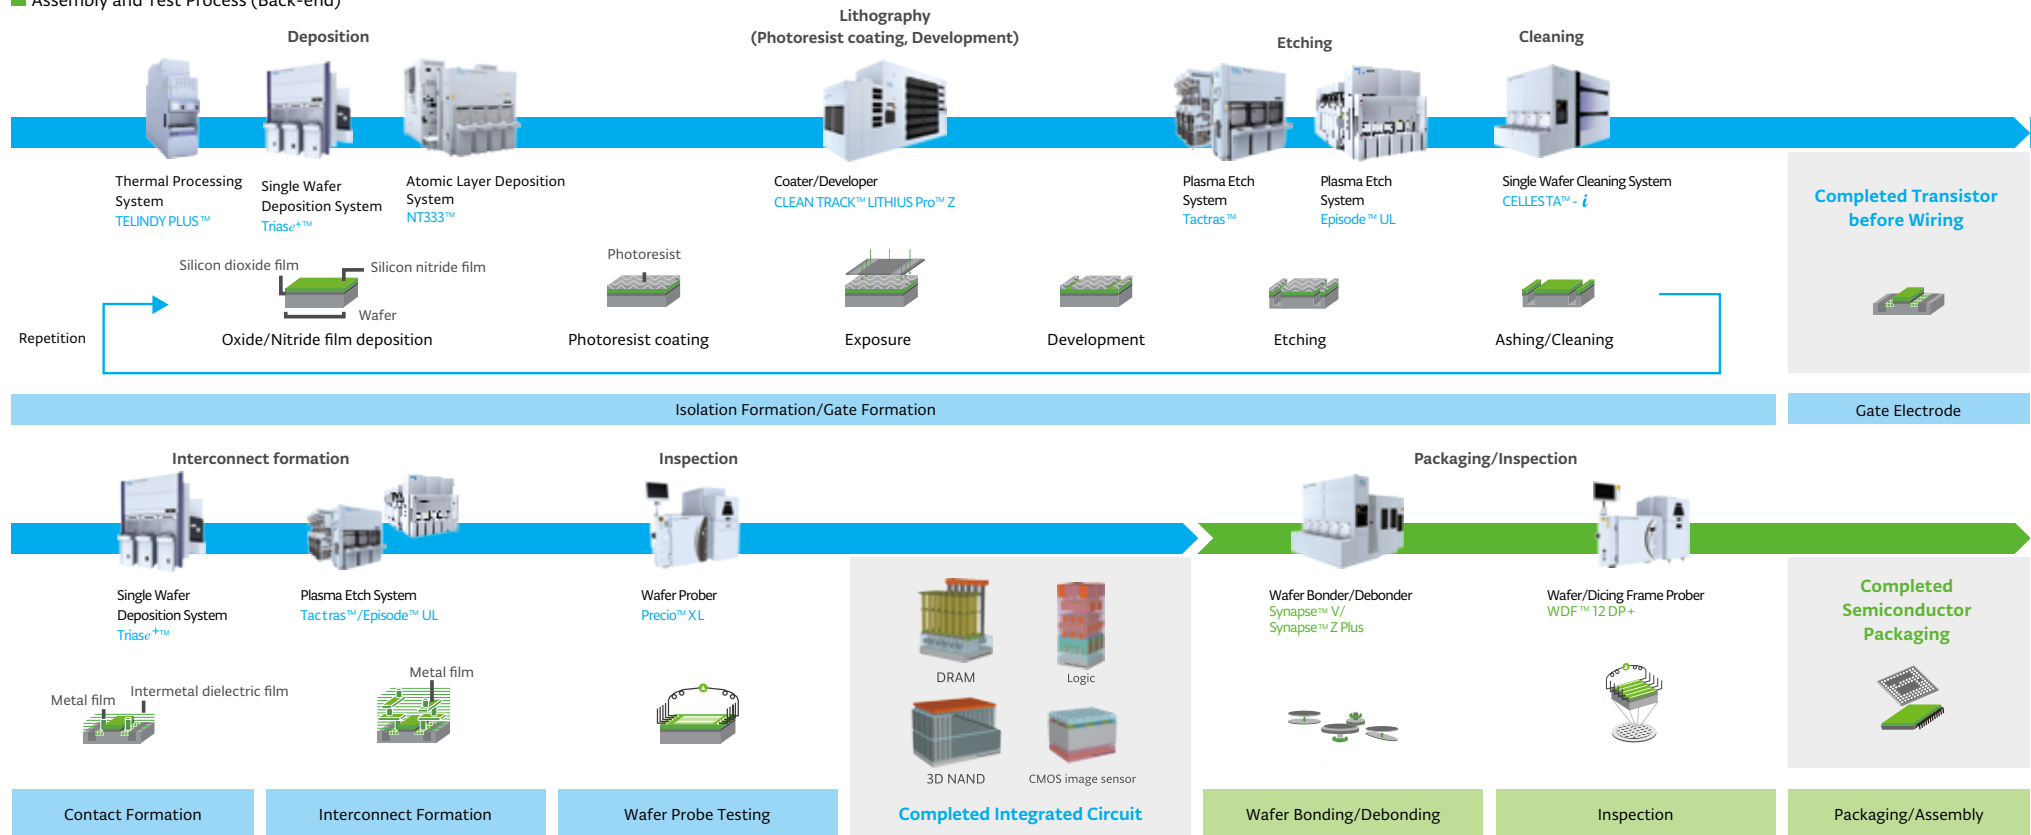 Assembly and Test Process (Back-end)
Deposition
Lithography
(Photoresist coating, Development)
Etching
Cleaning
Thermal Processing
System
TELINDY PLUS™
Single Wafer
Deposition System
Triase+™
Atomic Layer Deposition
System
NT333™
Coater/Developer
CLEAN TRACK™ LITHIUS Pro™ Z
Plasma Etch
System
Tactras™
Plasma Etch
System
Episode™ UL
Single Wafer Cleaning System
CELLESTA™ - i
Completed Transistor
before Wiring
Silicon dioxide film
Silicon nitride film
Wafer
Photoresist
Repetition
Oxide/Nitride film deposition
Photoresist coating
Exposure
Development
Etching
Ashing/Cleaning
Isolation Formation/Gate Formation
Gate Electrode
Interconnect formation
Inspection
Packaging/Inspection
Single Wafer
Deposition System
Triase+™
Plasma Etch System
Tactras™/Episode™ UL
Wafer Prober
Precio™ XL
Wafer Bonder/Debonder
Synapse™ V/
Synapse™ Z Plus
Wafer/Dicing Frame Prober
WDF™ 12 DP+
Completed
Semiconductor
Packaging
Metal film
Intermetal dielectric film
Metal film
DRAM
Logic
3D NAND
CMOS image sensor
Contact Formation
Interconnect Formation
Wafer Probe Testing
Completed Integrated Circuit
Wafer Bonding/Debonding
Inspection
Packaging/Assembly